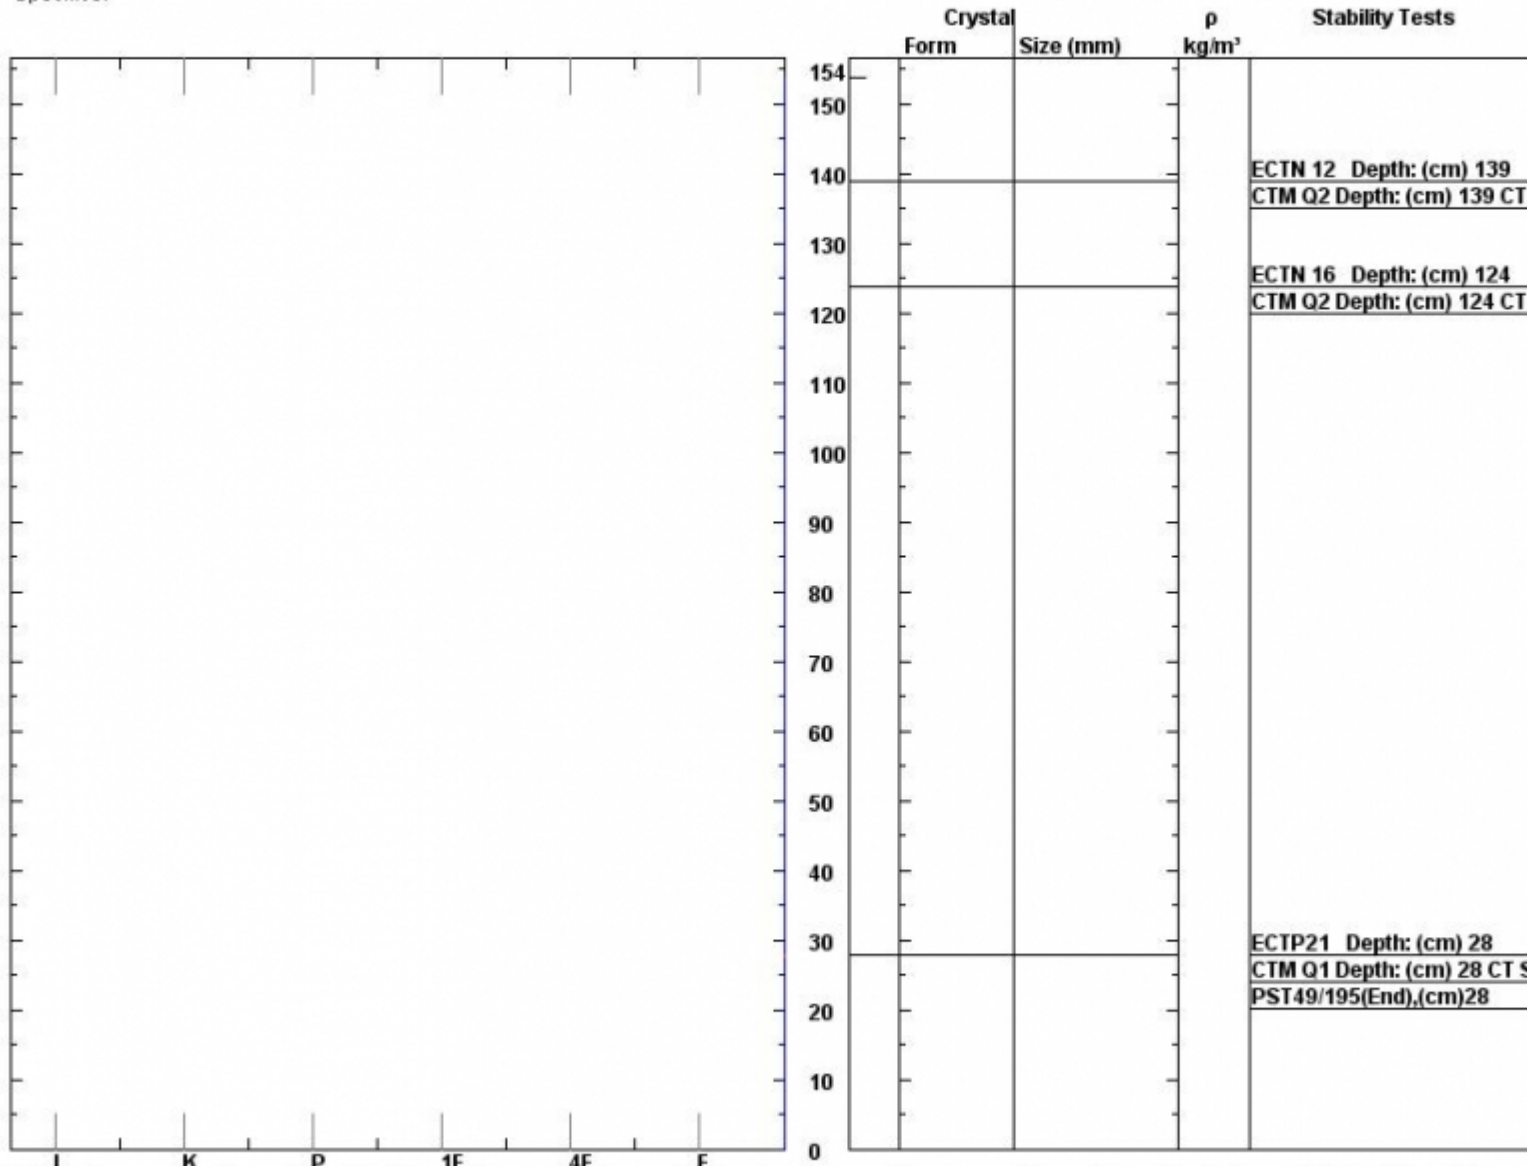 Crystal ρ Stability Tests
Form Size (mm) kg/m³
154
150
ECTN 12 Depth: (cm) 139
140
CTM Q2 Depth: (cm) 139 CT
130
ECTN 16 Depth: (cm) 124
CTM Q2 Depth: (cm) 124 CT
120
110
100
90
80
70
60
50
40
30 ECTP21 Depth: (cm) 28
CTM Q1 Depth: (cm) 28 CT S
PST49/195(End),(cm)28
20
10
0
I K P 1F 4F F